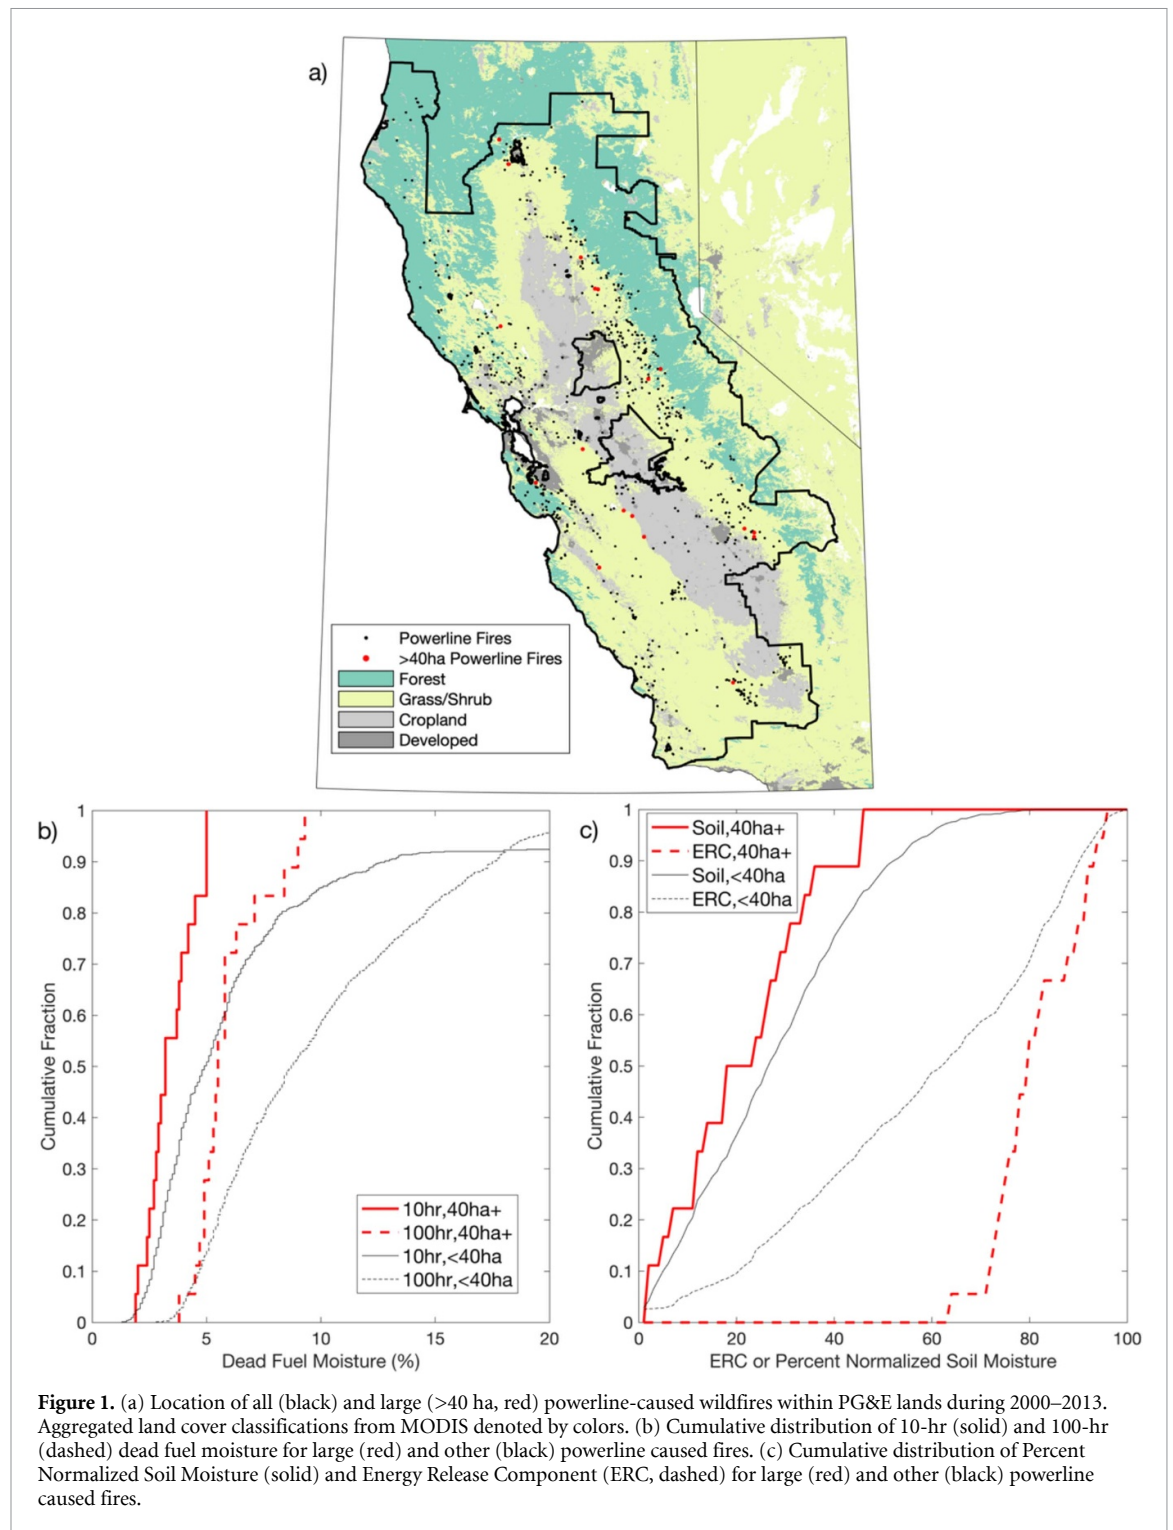 a)
Powerline Fires
>40ha Powerline Fires
Forest
Grass/Shrub
Cropland
Developed
b)
1
0.9
0.8
0.7
0.6
0.5
0.4
0.3
0.2
0.1
0
Cumulative Fraction
10hr,40ha+
100hr,40ha+
10hr,<40ha
100hr,<40ha
0 5 10 15 20
Dead Fuel Moisture (%)
c)
1
0.9
0.8
0.7
0.6
0.5
0.4
0.3
0.2
0.1
0
Cumulative Fraction
Soil,40ha+
ERC,40ha+
Soil,<40ha
ERC,<40ha
0 20 40 60 80 100
ERC or Percent Normalized Soil Moisture
Figure 1. (a) Location of all (black) and large (>40 ha, red) powerline-caused wildfires within PG&E lands during 2000–2013.
Aggregated land cover classifications from MODIS denoted by colors. (b) Cumulative distribution of 10-hr (solid) and 100-hr
(dashed) dead fuel moisture for large (red) and other (black) powerline caused fires. (c) Cumulative distribution of Percent
Normalized Soil Moisture (solid) and Energy Release Component (ERC, dashed) for large (red) and other (black) powerline
caused fires.